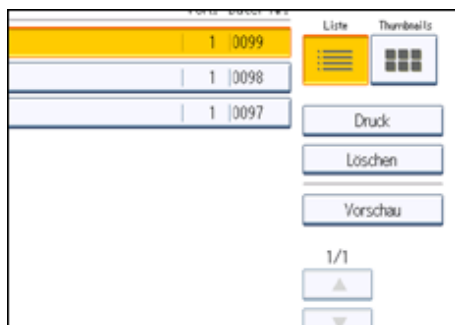 Liste Thumbnails
1 0099
1 0098
1 0097
Druck
Löschen
Vorschau
1/1